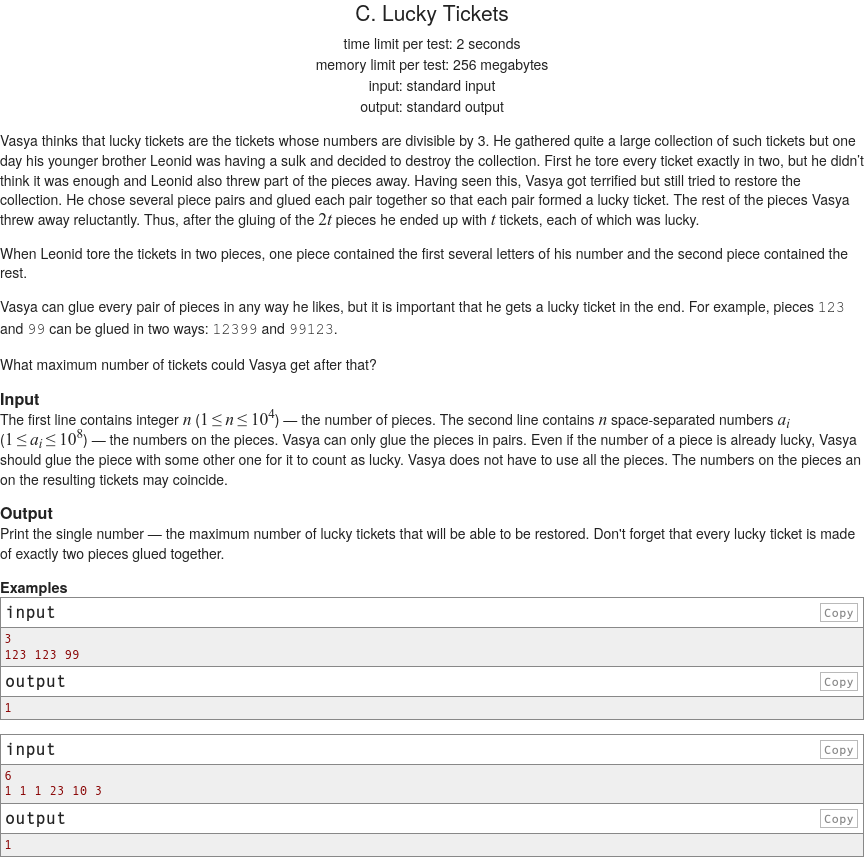 C. Lucky Tickets
time limit per test: 2 seconds
memory limit per test: 256 megabytes
input: standard input
output: standard output
Vasya thinks that lucky tickets are the tickets whose numbers are divisible by 3. He gathered quite a large collection of such tickets but one
day his younger brother Leonid was having a sulk and decided to destroy the collection. First he tore every ticket exactly in two, but he didn't
think it was enough and Leonid also threw part of the pieces away. Having seen this, Vasya got terrified but still tried to restore the
collection. He chose several piece pairs and glued each pair together so that each pair formed a lucky ticket. The rest of the pieces Vasya
threw away reluctantly. Thus, after the gluing of the 2t pieces he ended up with t tickets, each of which was lucky.
When Leonid tore the tickets in two pieces, one piece contained the first several letters of his number and the second piece contained the
rest.
Vasya can glue every pair of pieces in any way he likes, but it is important that he gets a lucky ticket in the end. For example, pieces 123
and 99 can be glued in two ways: 12399 and 99123.
What maximum number of tickets could Vasya get after that?
Input
The first line contains integer n (1 ≤ n ≤ 10^4) — the number of pieces. The second line contains n space-separated numbers a_i
(1 ≤ a_i ≤ 10^8) — the numbers on the pieces. Vasya can only glue the pieces in pairs. Even if the number of a piece is already lucky, Vasya
should glue the piece with some other one for it to count as lucky. Vasya does not have to use all the pieces. The numbers on the pieces an
on the resulting tickets may coincide.
Output
Print the single number — the maximum number of lucky tickets that will be able to be restored. Don't forget that every lucky ticket is made
of exactly two pieces glued together.
Examples
input
Copy
3
123 123 99
output
Copy
1
input
Copy
6
1 1 1 23 10 3
output
Copy
1